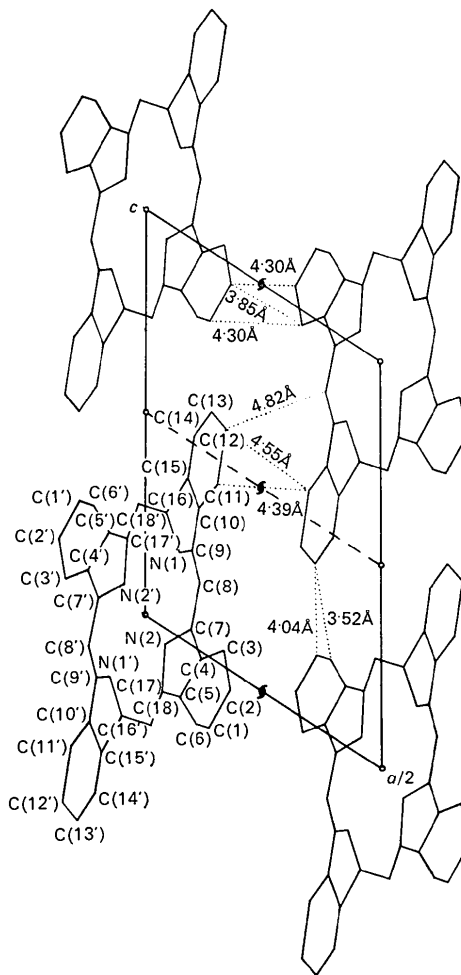 c
4·30Å
3·85Å
4·30Å
4·82Å
C(13)
C(14)
C(12)
4·55Å
C(15)
C(1') C(6') C(16) C(11)
4·39Å
C(5') C(18') C(10)
C(2') C(17')
C(4') N(1) C(9)
C(3')
C(8)
C(7') N(2')
N(2) C(7)
4·04Å 3·52Å
C(8') C(3)
N(1') C(4)
C(9') C(17) C(5)
C(18) C(2)
C(10') C(16') C(1)
C(6)
C(11') C(15')
a/2
C(12') C(14')
C(13')